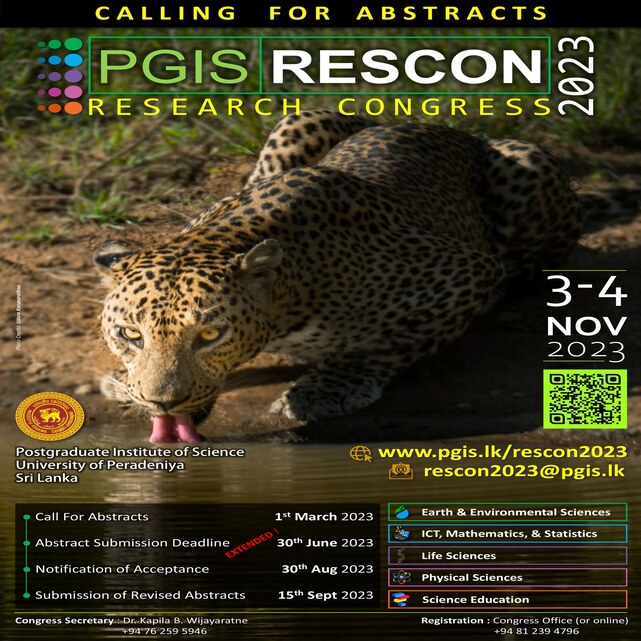 CALLING FOR ABSTRACTS
PGIS RESCON
RESEARCH CONGRESS
2023
3-4
NOV
2023
Postgraduate Institute of Science
University of Peradeniya
Sri Lanka
www.pgis.lk/rescon2023
rescon2023@pgis.lk
Call For Abstracts 1st March 2023
Abstract Submission Deadline EXTENDED ! 30th June 2023
Notification of Acceptance 30th Aug 2023
Submission of Revised Abstracts 15th Sept 2023
Earth & Environmental Sciences
ICT, Mathematics, & Statistics
Life Sciences
Physical Sciences
Science Education
Congress Secretary : Dr. Kapila B. Wijayaratne
+94 76 259 5946
Registration : Congress Office (or online)
+94 81 239 4796